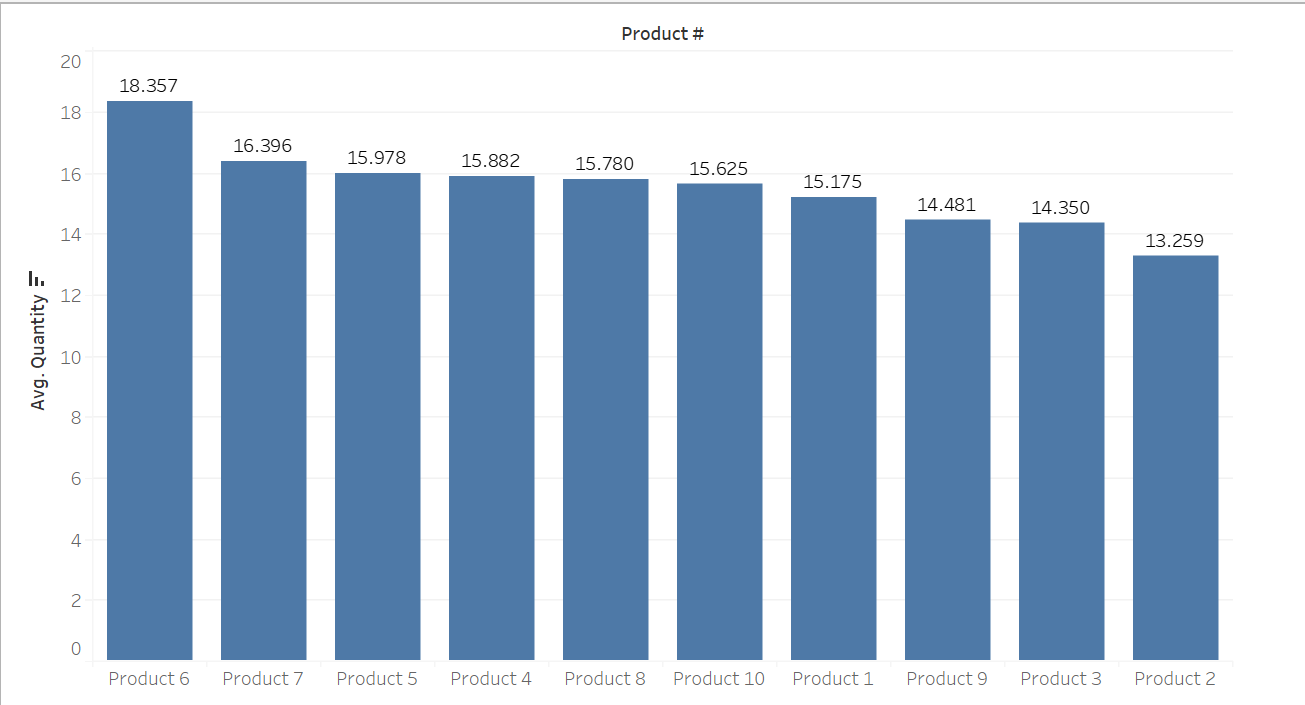 Product #
Avg. Quantity
20
18
16
14
12
10
8
6
4
2
0
18.357
16.396
15.978
15.882
15.780
15.625
15.175
14.481
14.350
13.259
Product 6
Product 7
Product 5
Product 4
Product 8
Product 10
Product 1
Product 9
Product 3
Product 2